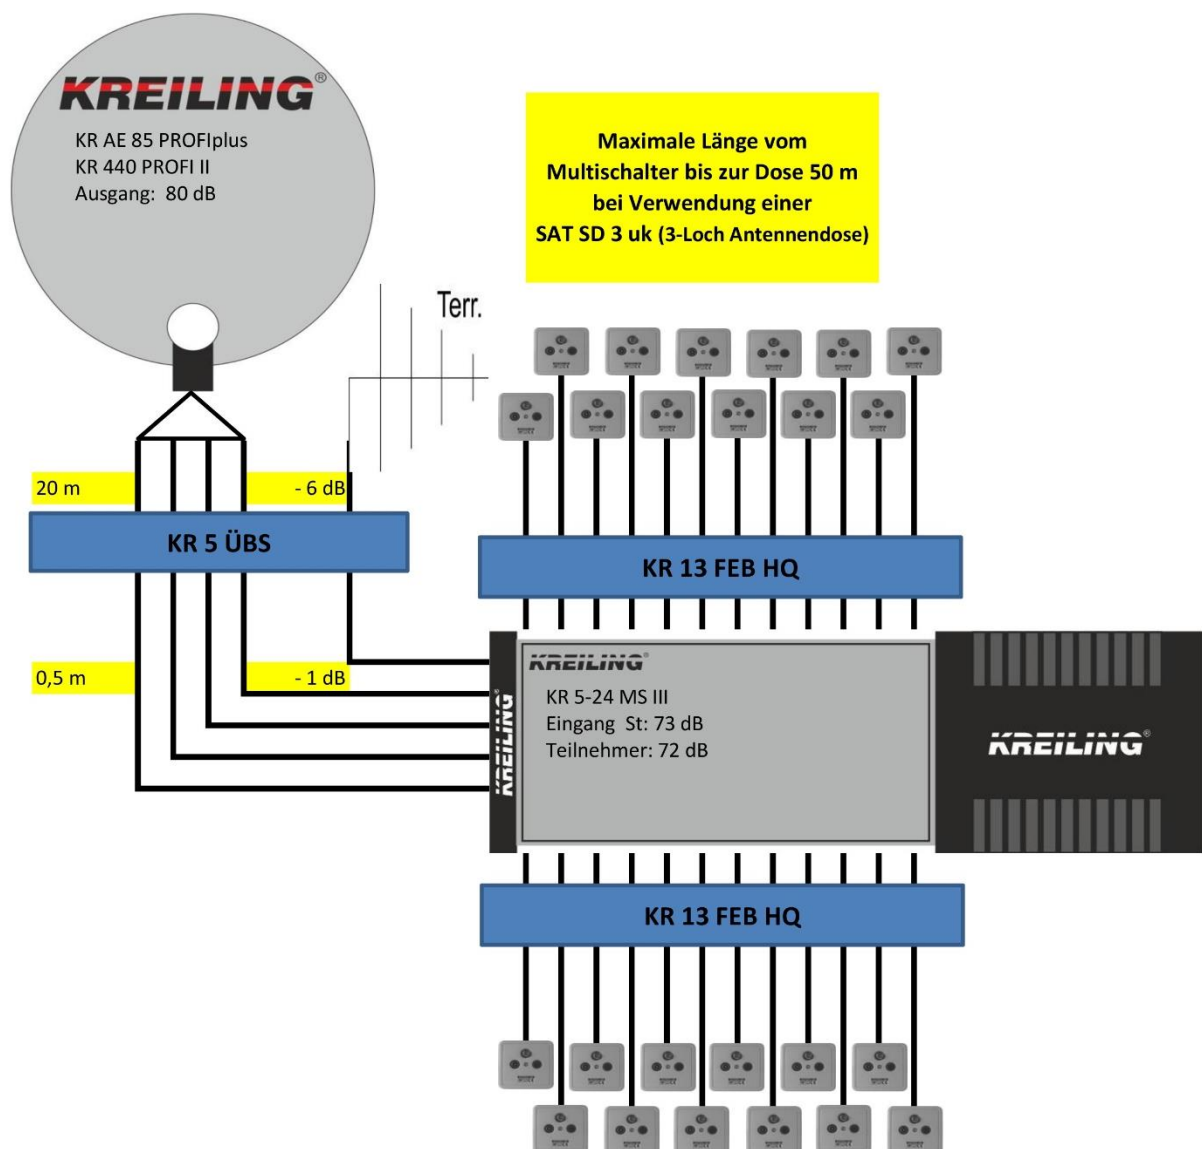 KREILING®
KR AE 85 PROFIplus
KR 440 PROFI II
Ausgang: 80 dB
Maximale Länge vom
Multischalter bis zur Dose 50 m
bei Verwendung einer
SAT SD 3 uk (3-Loch Antennendose)
Terr.
20 m
- 6 dB
KR 5 ÜBS
KR 13 FEB HQ
0,5 m
- 1 dB
KREILING®
KREILING®
KR 5-24 MS III
Eingang St: 73 dB
Teilnehmer: 72 dB
KREILING®
KR 13 FEB HQ